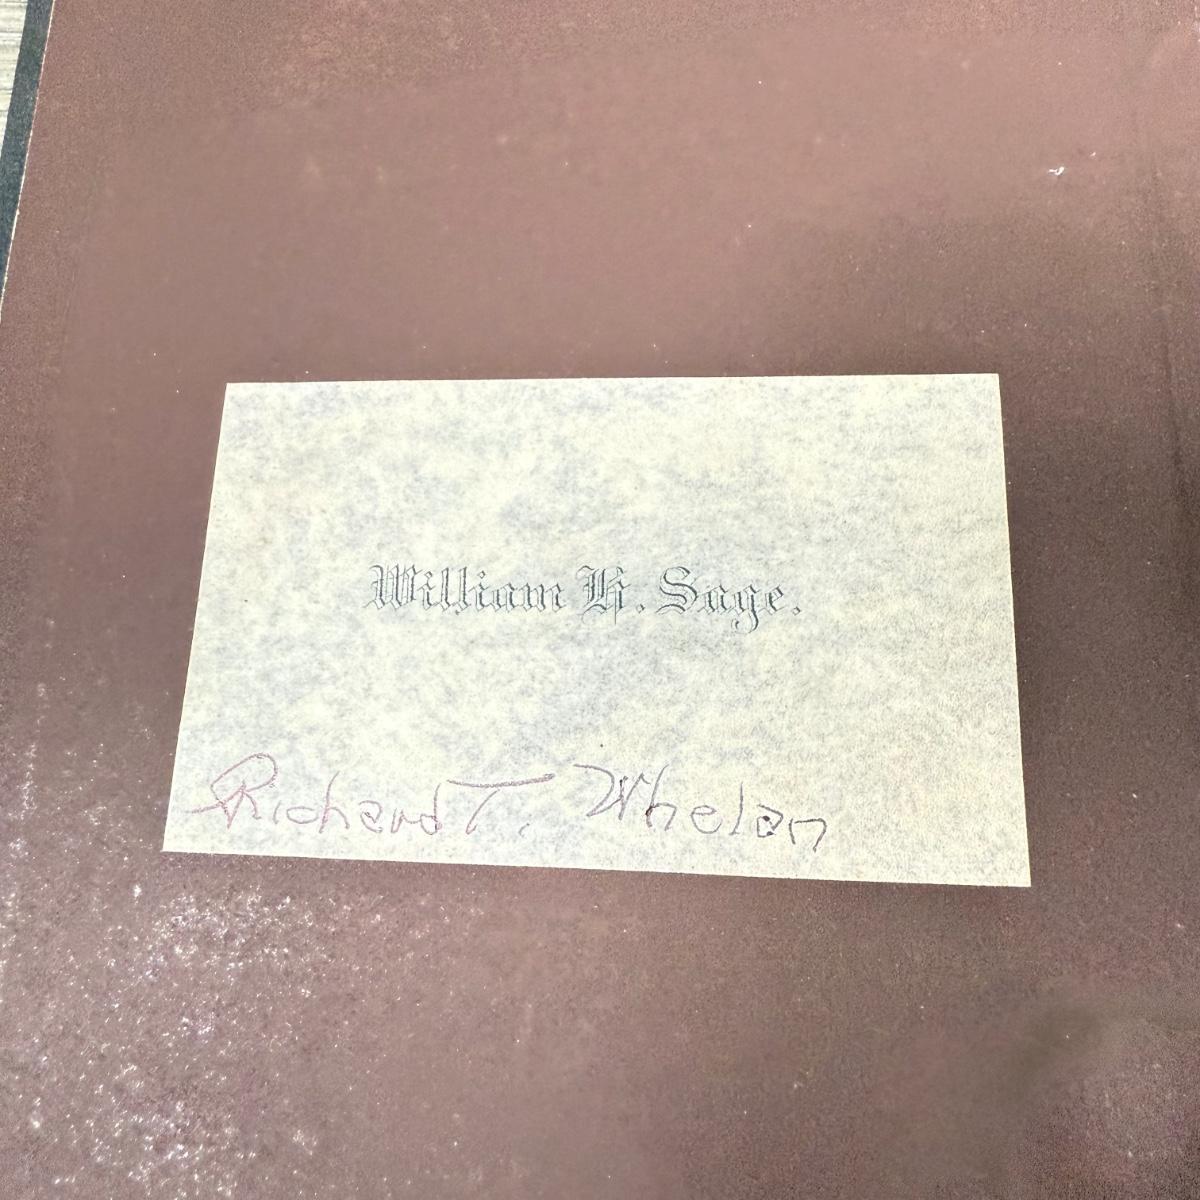 William H. Sage.
Richard T. Whelan